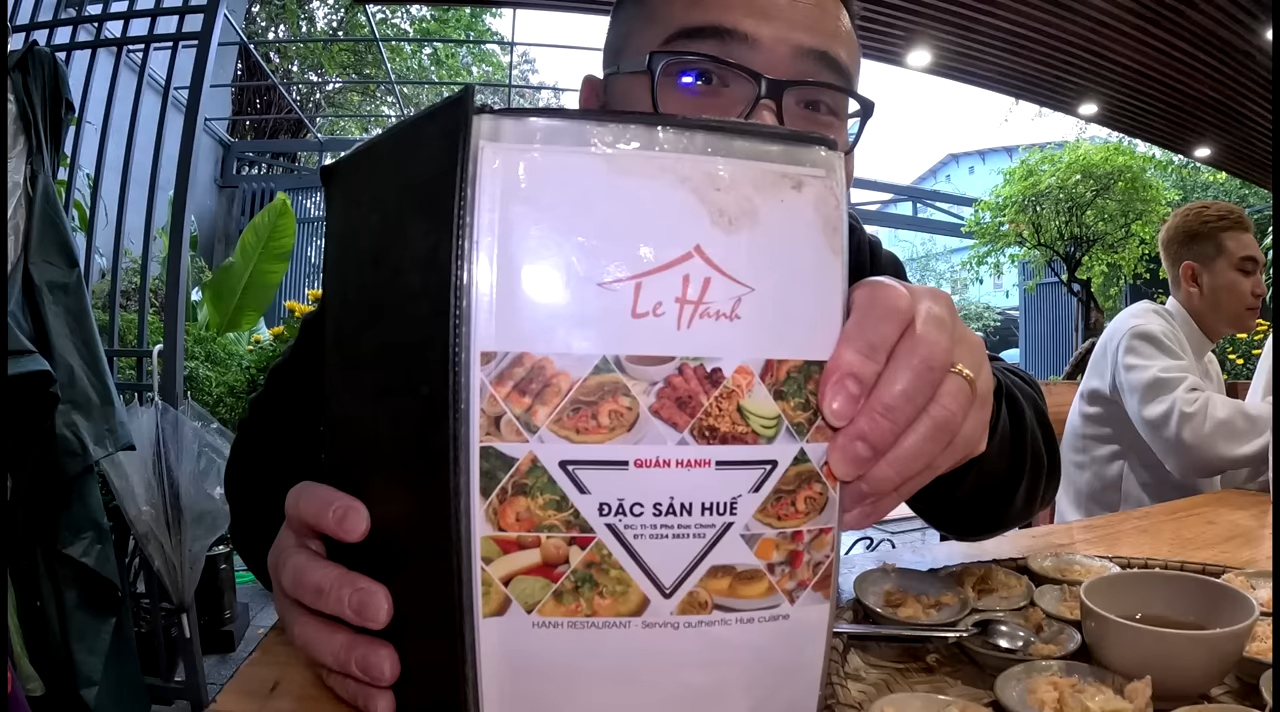 Le Hanh
QUÁN HẠNH
ĐẶC SẢN HUẾ
ĐC: 11-15 Phó Đức Chính
ĐT: 0234 3833 552
HANH RESTAURANT - Serving authentic Hue cuisine